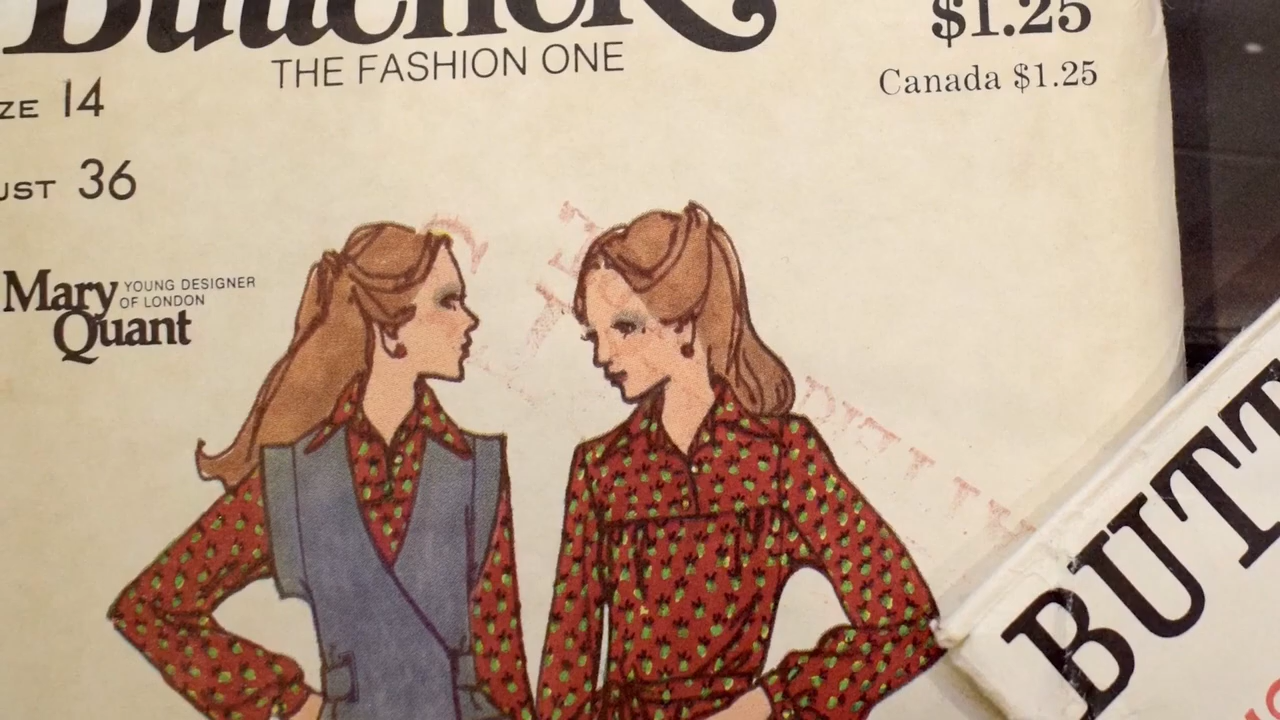 Butterick
THE FASHION ONE
$1.25
Canada $1.25
ZE 14
UST 36
Mary Quant
YOUNG DESIGNER
OF LONDON
BUTT